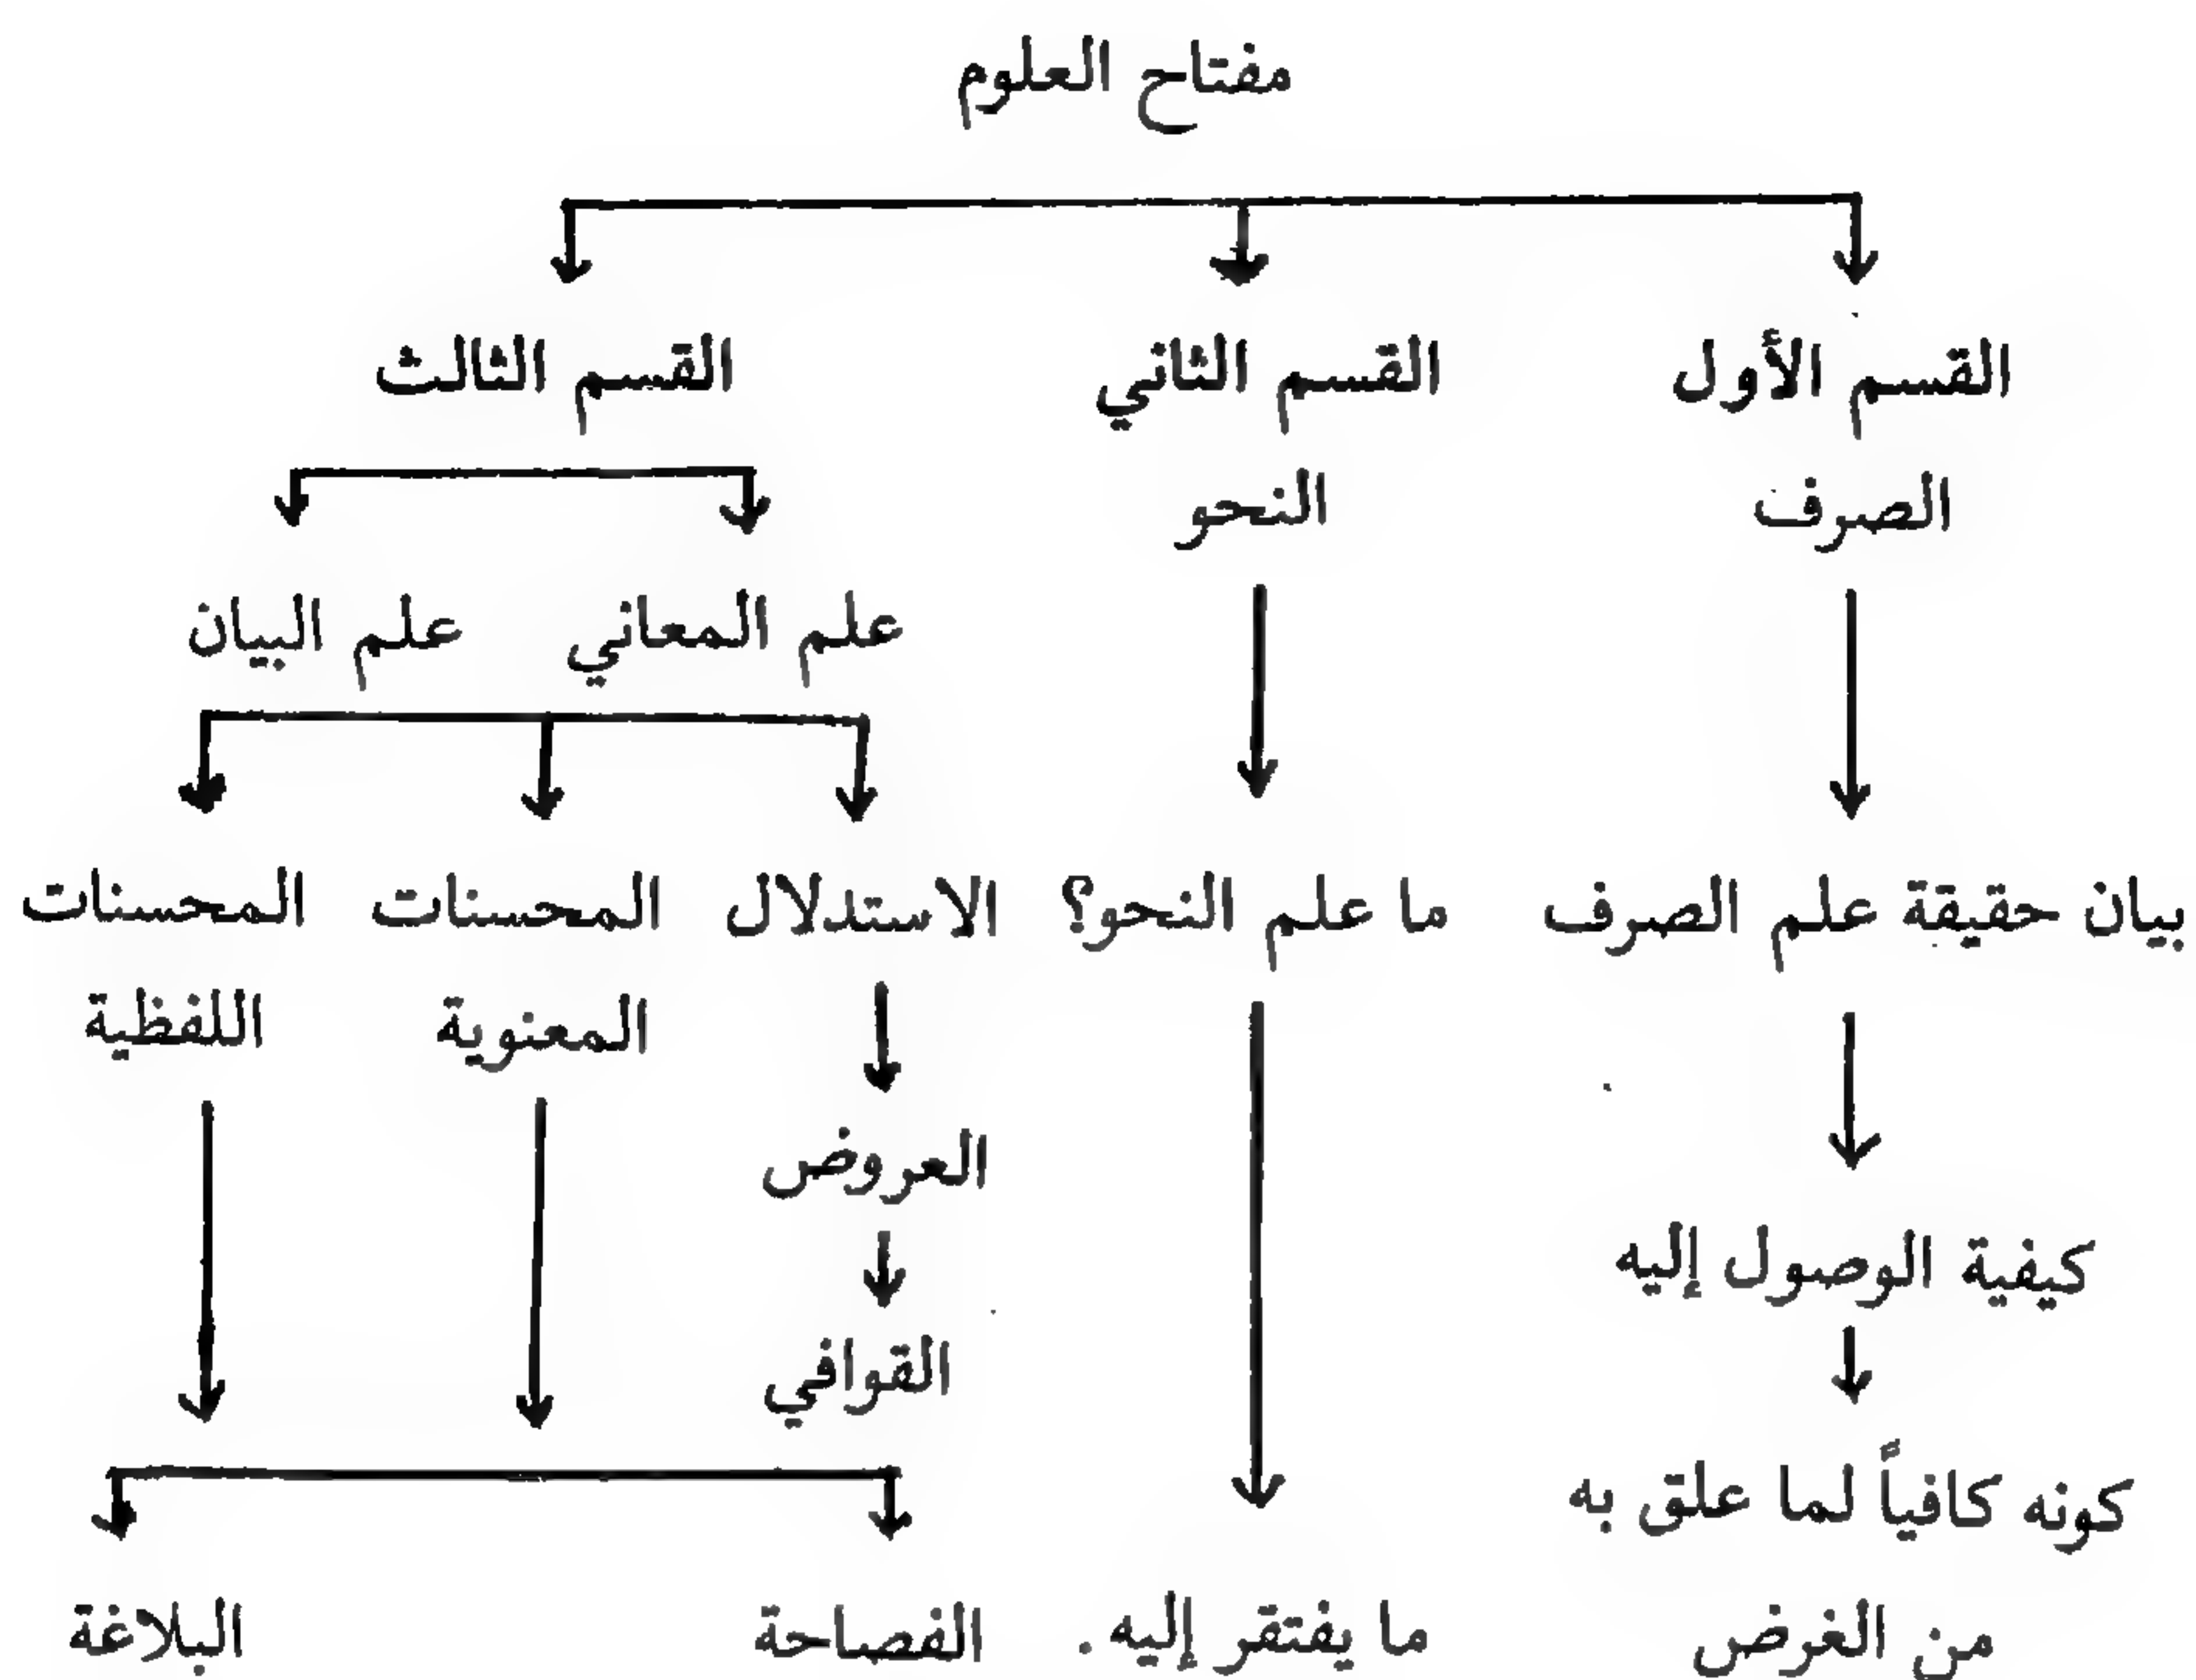 مفتاح العلوم
القسم الأول
القسم الثاني
القسم الثالث
الصرف
النحو
علم المعاني
علم البيان
بيان حقيقة علم الصرف
ما علم النحو؟
الاستدلال
المحسنات
المحسنات
المعنوية
اللفظية
العروض
كيفية الوصول إليه
القوافي
كونه كافياً لما علق به
من الغرض
ما يفتقر إليه.
الفصاحة
البلاغة